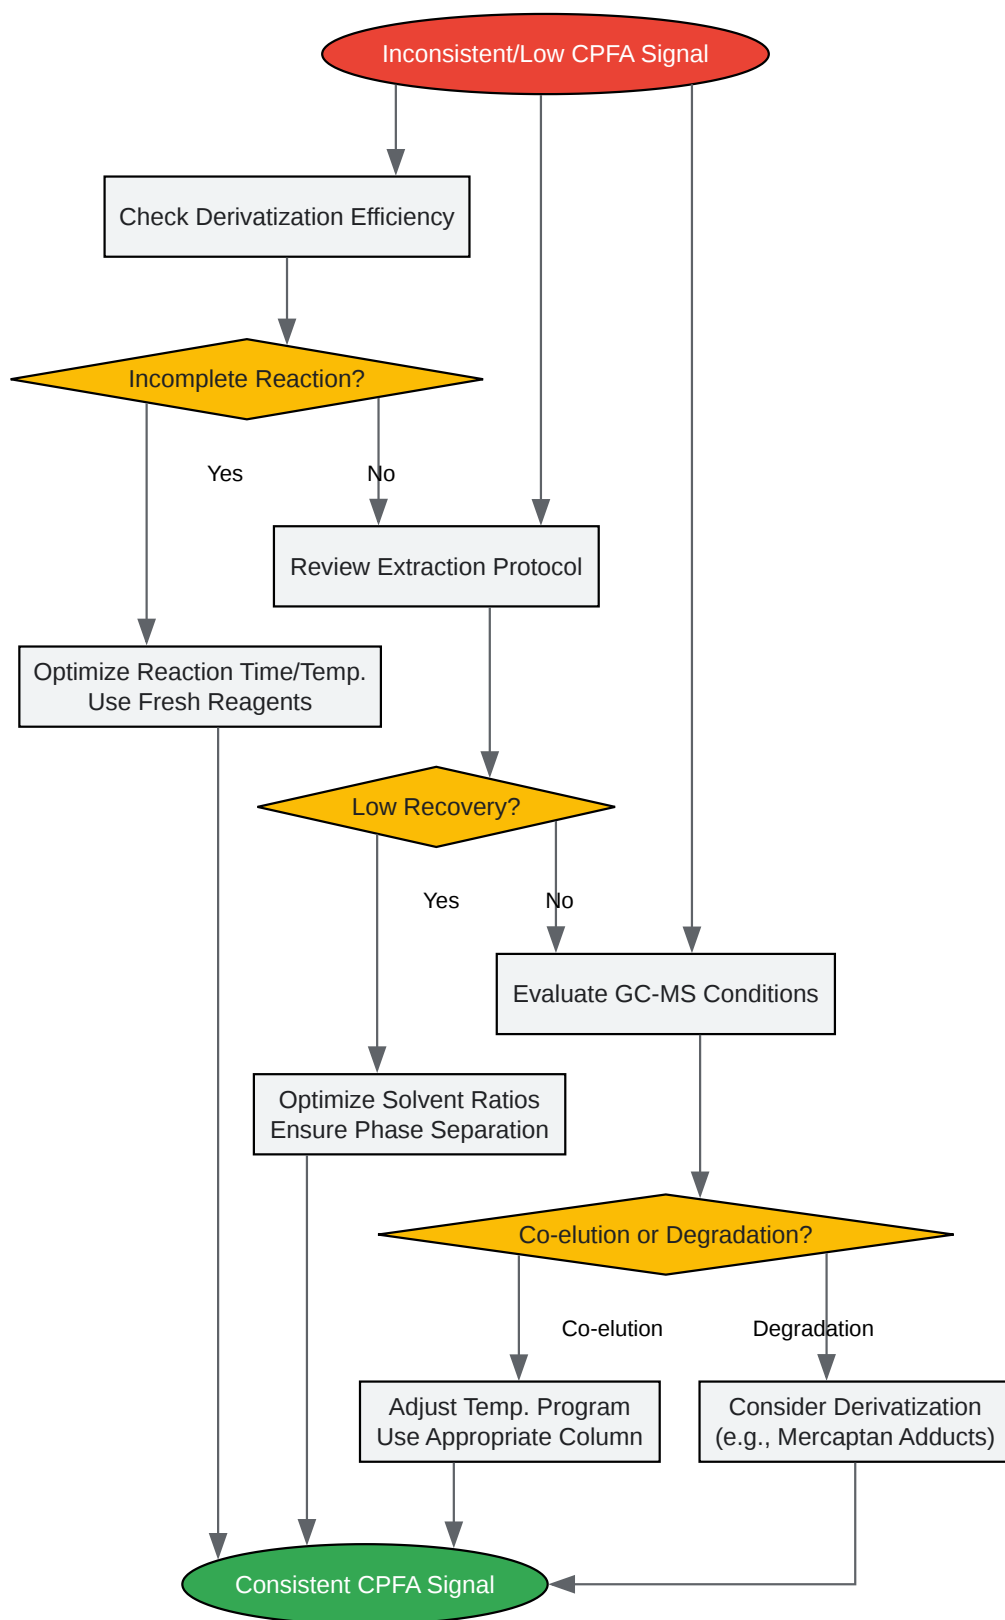 Inconsistent/Low CPFA Signal
Check Derivatization Efficiency
Incomplete Reaction?
Yes
No
Review Extraction Protocol
Optimize Reaction Time/Temp.
Use Fresh Reagents
Low Recovery?
Yes
No
Evaluate GC-MS Conditions
Optimize Solvent Ratios
Ensure Phase Separation
Co-elution or Degradation?
Co-elution
Degradation
Adjust Temp. Program
Use Appropriate Column
Consider Derivatization
(e.g., Mercaptan Adducts)
Consistent CPFA Signal